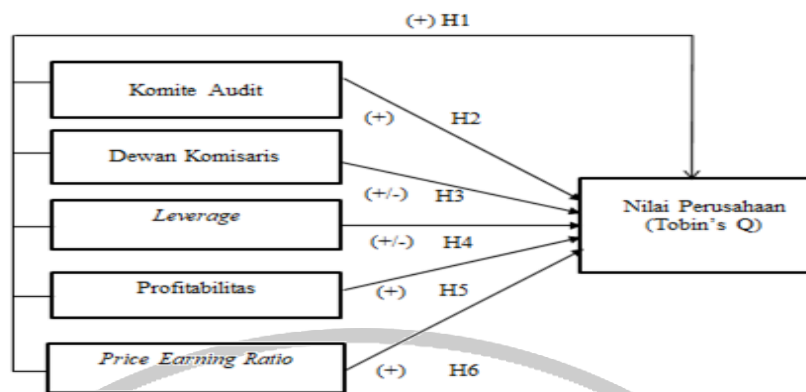 (+) H1
Komite Audit
(+) H2
Dewan Komisaris
(+/-) H3
Leverage
(+/-) H4
Nilai Perusahaan
(Tobin's Q)
Profitabilitas
(+) H5
Price Earning Ratio
(+) H6